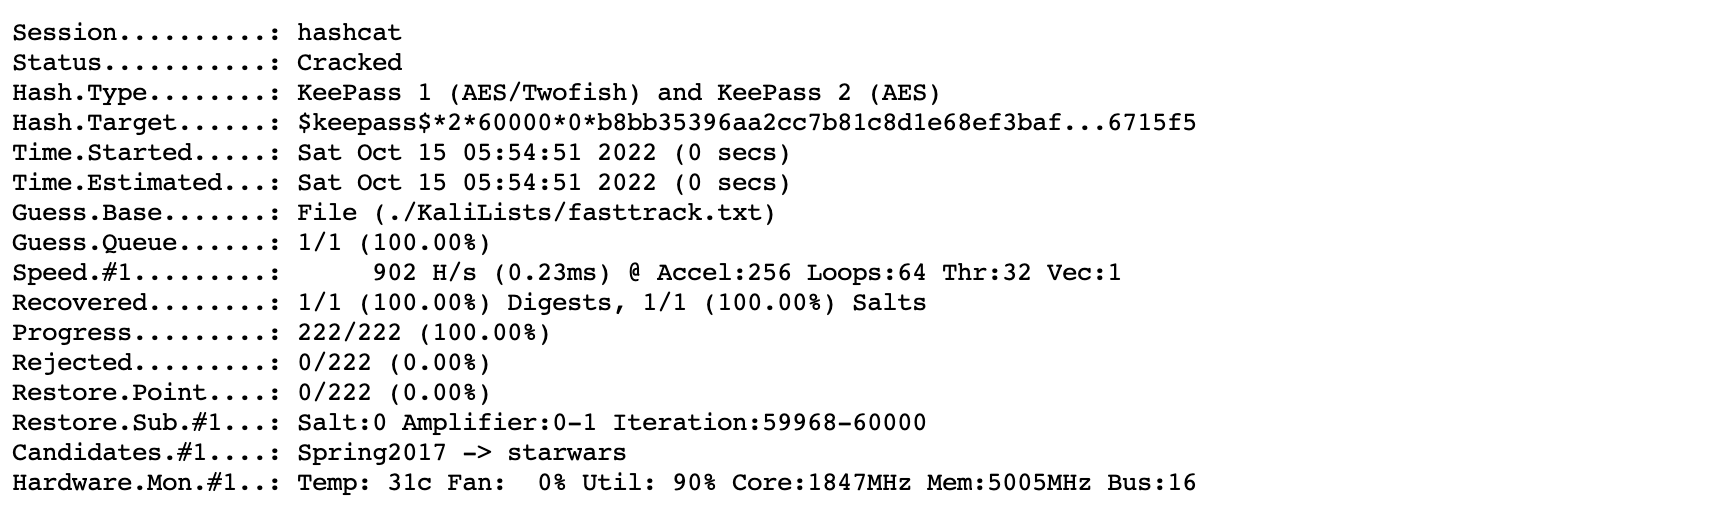 Session..........: hashcat
Status...........: Cracked
Hash.Type........: KeePass 1 (AES/Twofish) and KeePass 2 (AES)
Hash.Target......: $keepass$*2*60000*0*b8bb35396aa2cc7b81c8d1e68ef3baf...6715f5
Time.Started.....: Sat Oct 15 05:54:51 2022 (0 secs)
Time.Estimated...: Sat Oct 15 05:54:51 2022 (0 secs)
Guess.Base.......: File (./KaliLists/fasttrack.txt)
Guess.Queue......: 1/1 (100.00%)
Speed.#1.........:      902 H/s (0.23ms) @ Accel:256 Loops:64 Thr:32 Vec:1
Recovered........: 1/1 (100.00%) Digests, 1/1 (100.00%) Salts
Progress.........: 222/222 (100.00%)
Rejected.........: 0/222 (0.00%)
Restore.Point....: 0/222 (0.00%)
Restore.Sub.#1...: Salt:0 Amplifier:0-1 Iteration:59968-60000
Candidates.#1....: Spring2017 -> starwars
Hardware.Mon.#1..: Temp: 31c Fan:  0% Util: 90% Core:1847MHz Mem:5005MHz Bus:16